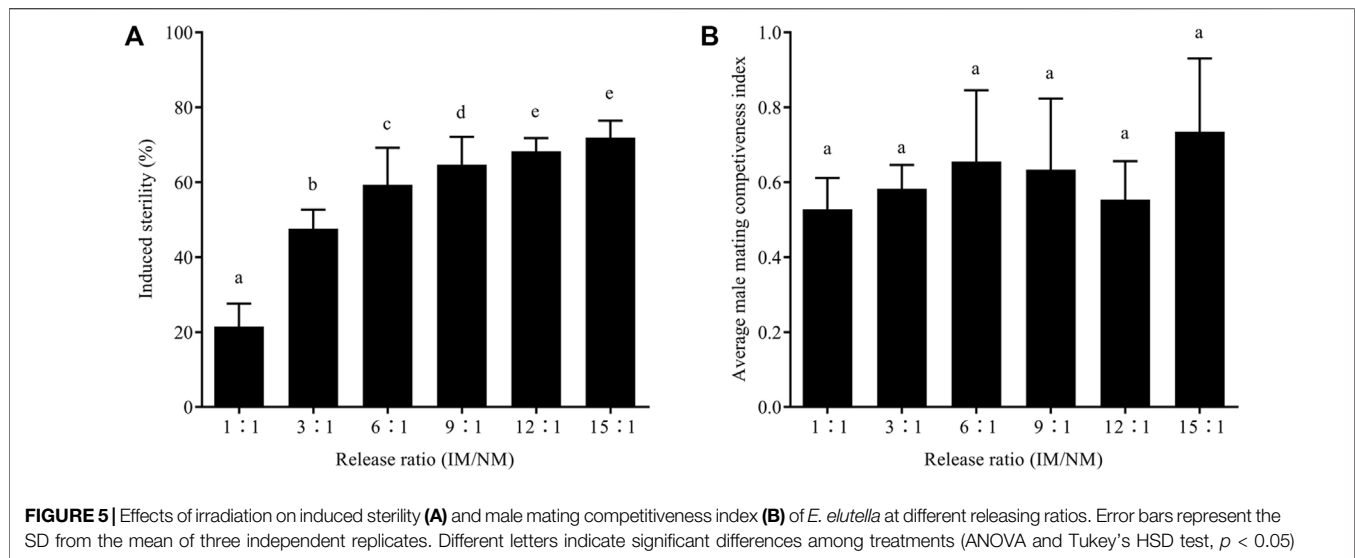 A
Induced sterility (%)
100
80
60
40
20
0
a
b
c
d
e
e
1 : 1
3 : 1
6 : 1
9 : 1
12 : 1
15 : 1
Release ratio (IM/NM)
B
Average male mating competiveness index
1.0
0.8
0.6
0.4
0.2
0.0
a
a
a
a
a
a
1 : 1
3 : 1
6 : 1
9 : 1
12 : 1
15 : 1
Release ratio (IM/NM)
FIGURE 5 | Effects of irradiation on induced sterility (A) and male mating competitiveness index (B) of E. elutella at different releasing ratios. Error bars represent the
SD from the mean of three independent replicates. Different letters indicate significant differences among treatments (ANOVA and Tukey’s HSD test, p < 0.05)